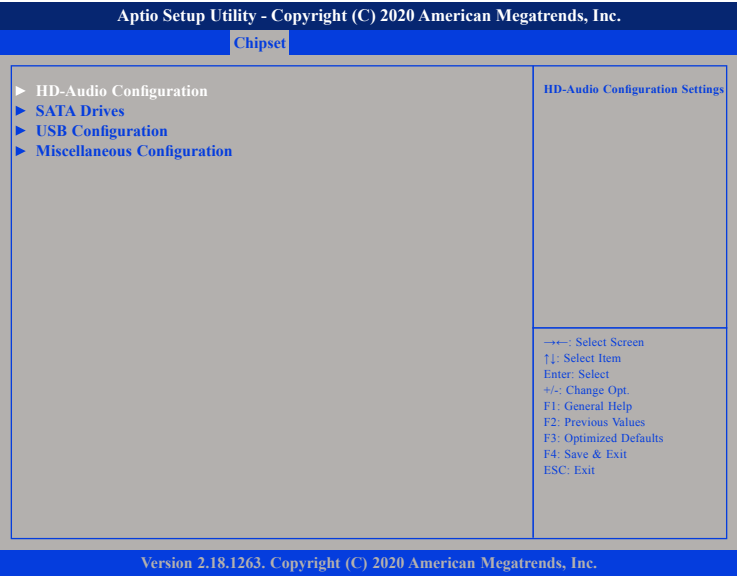 Aptio Setup Utility - Copyright (C) 2020 American Megatrends, Inc.
Chipset
► HD-Audio Configuration
► SATA Drives
► USB Configuration
► Miscellaneous Configuration
HD-Audio Configuration Settings
→←: Select Screen
↑↓: Select Item
Enter: Select
+/-: Change Opt.
F1: General Help
F2: Previous Values
F3: Optimized Defaults
F4: Save & Exit
ESC: Exit
Version 2.18.1263. Copyright (C) 2020 American Megatrends, Inc.